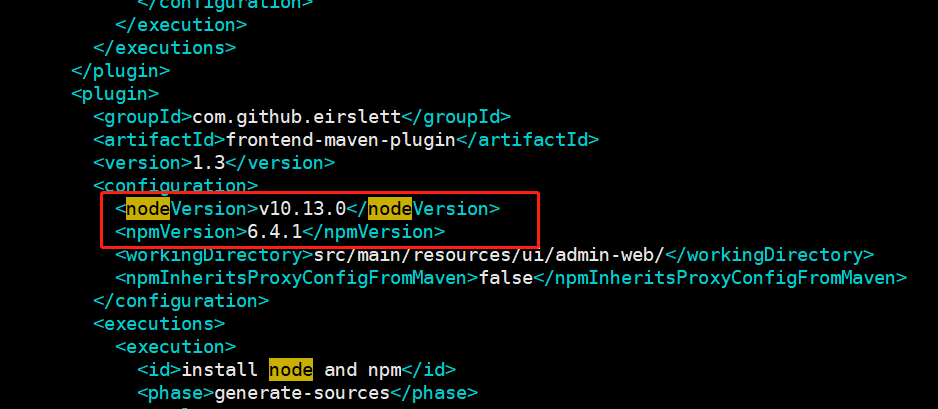 </configuration>
</execution>
</executions>
</plugin>
<plugin>
<groupId>com.github.eirslett</groupId>
<artifactId>frontend-maven-plugin</artifactId>
<version>1.3</version>
<configuration>
<nodeVersion>v10.13.0</nodeVersion>
<npmVersion>6.4.1</npmVersion>
<workingDirectory>src/main/resources/ui/admin-web/</workingDirectory>
<npmInheritsProxyConfigFromMaven>false</npmInheritsProxyConfigFromMaven>
</configuration>
<executions>
<execution>
<id>install node and npm</id>
<phase>generate-sources</phase>